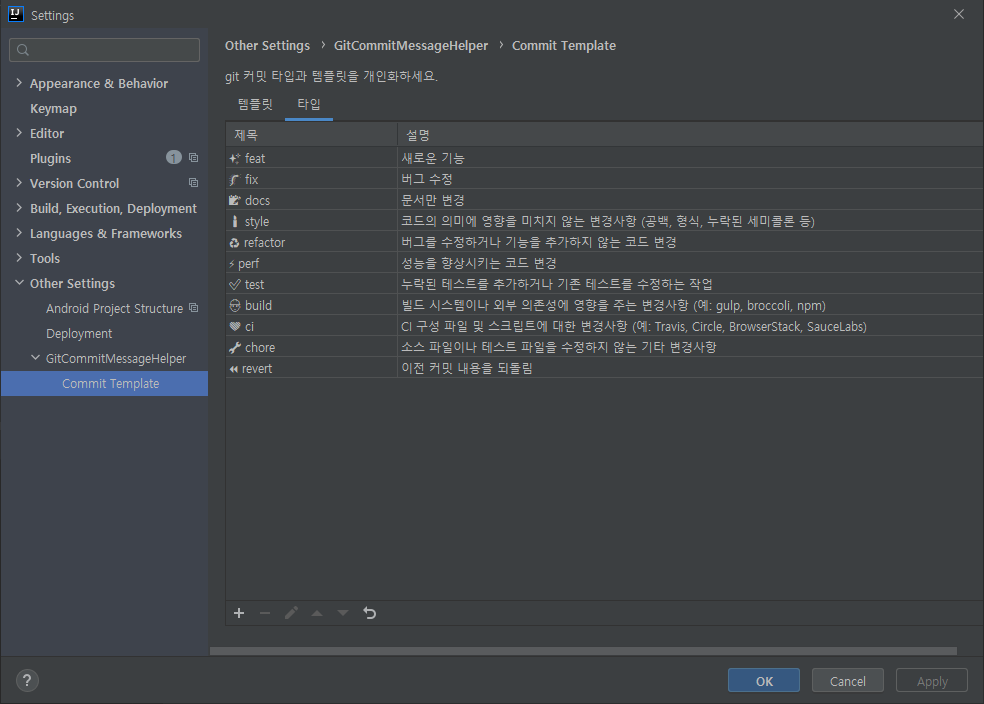 Settings
Appearance & Behavior
Keymap
Editor
Plugins 1
Version Control
Build, Execution, Deployment
Languages & Frameworks
Tools
Other Settings
Android Project Structure
Deployment
GitCommitMessageHelper
Commit Template
Other Settings › GitCommitMessageHelper › Commit Template
git 커밋 타입과 템플릿을 개인화하세요.
템플릿 타입
제목 설명
feat 새로운 기능
fix 버그 수정
docs 문서만 변경
style 코드의 의미에 영향을 미치지 않는 변경사항 (공백, 형식, 누락된 세미콜론 등)
refactor 버그를 수정하거나 기능을 추가하지 않는 코드 변경
perf 성능을 향상시키는 코드 변경
test 누락된 테스트를 추가하거나 기존 테스트를 수정하는 작업
build 빌드 시스템이나 외부 의존성에 영향을 주는 변경사항 (예: gulp, broccoli, npm)
ci CI 구성 파일 및 스크립트에 대한 변경사항 (예: Travis, Circle, BrowserStack, SauceLabs)
chore 소스 파일이나 테스트 파일을 수정하지 않는 기타 변경사항
revert 이전 커밋 내용을 되돌림
? OK Cancel Apply